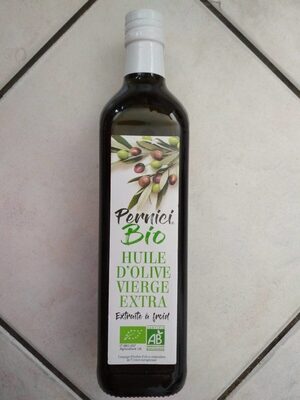 Pernici
Bio
HUILE
D'OLIVE
VIERGE
EXTRA
Extraite à froid
AB